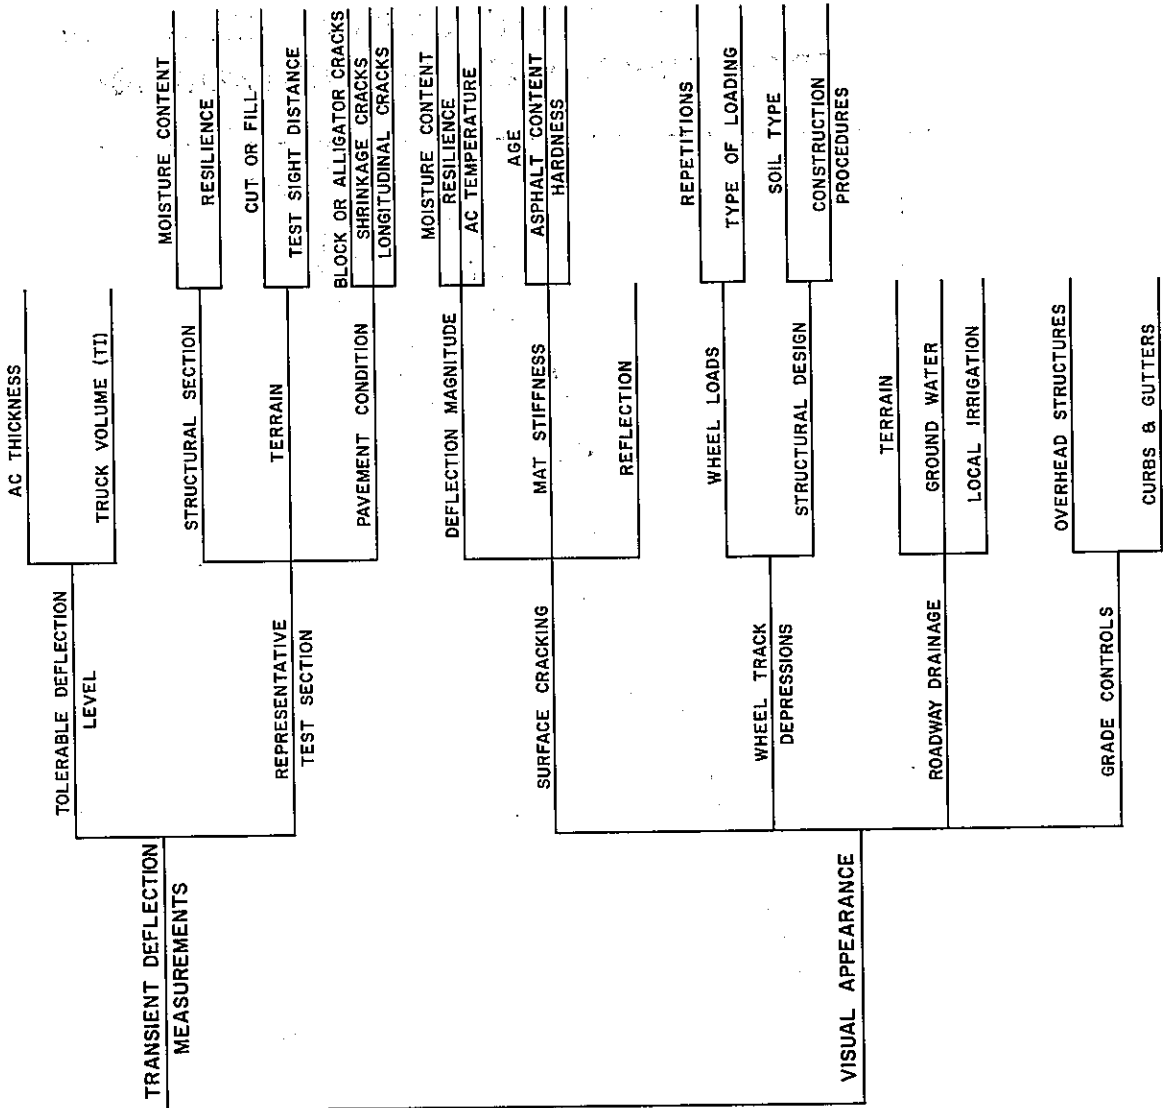 TRANSIENT DEFLECTION
MEASUREMENTS
TOLERABLE DEFLECTION
LEVEL
AC THICKNESS
TRUCK VOLUME (TI)
REPRESENTATIVE
TEST SECTION
STRUCTURAL SECTION
MOISTURE CONTENT
RESILIENCE
TERRAIN
CUT OR FILL
TEST SIGHT DISTANCE
PAVEMENT CONDITION
BLOCK OR ALLIGATOR CRACKS
SHRINKAGE CRACKS
LONGITUDINAL CRACKS
VISUAL APPEARANCE
SURFACE CRACKING
DEFLECTION MAGNITUDE
MOISTURE CONTENT
RESILIENCE
AC TEMPERATURE
MAT STIFFNESS
AGE
ASPHALT CONTENT
HARDNESS
REFLECTION
WHEEL TRACK
DEPRESSIONS
WHEEL LOADS
REPETITIONS
TYPE OF LOADING
STRUCTURAL DESIGN
SOIL TYPE
CONSTRUCTION
PROCEDURES
ROADWAY DRAINAGE
TERRAIN
GROUND WATER
LOCAL IRRIGATION
GRADE CONTROLS
OVERHEAD STRUCTURES
CURBS & GUTTERS